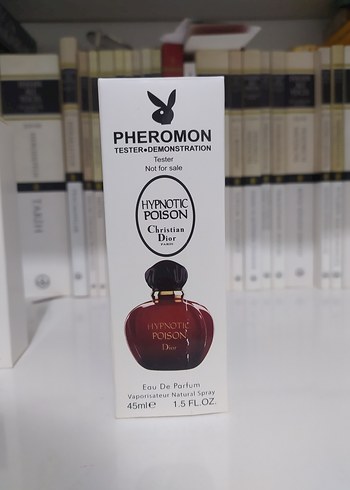 PHEROMON
TESTER●DEMONSTRATION
Tester
Not for sale
HYPNOTIC
POISON
Christian
Dior
PARIS
HYPNOTIC
POISON
Dior
Eau De Parfum
Vaporisateur Natural Spray
45ml℮ 1.5 FL.OZ.